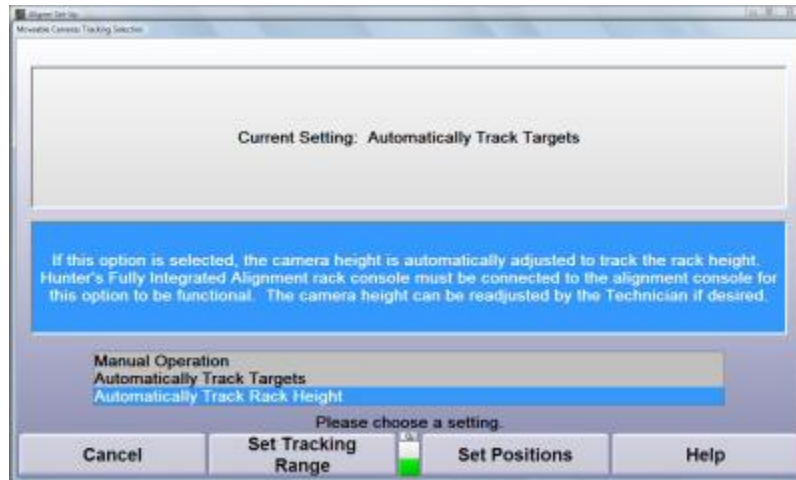 Aligner Set Up
Moveable Cameras Tracking Selection
Current Setting: Automatically Track Targets
If this option is selected, the camera height is automatically adjusted to track the rack height.
Hunter's Fully Integrated Alignment rack console must be connected to the alignment console for
this option to be functional. The camera height can be readjusted by the Technician if desired.
Manual Operation
Automatically Track Targets
Automatically Track Rack Height
Please choose a setting.
Cancel
Set Tracking
Range
Set Positions
Help